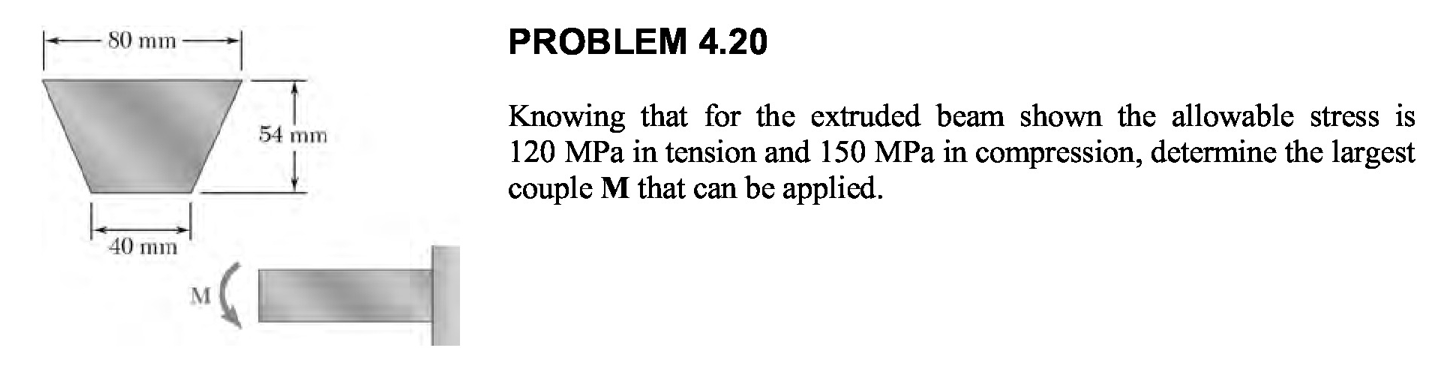 80 mm
PROBLEM 4.20
54 mm
Knowing that for the extruded beam shown the allowable stress is
120 MPa in tension and 150 MPa in compression, determine the largest
couple M that can be applied.
40 mm
M